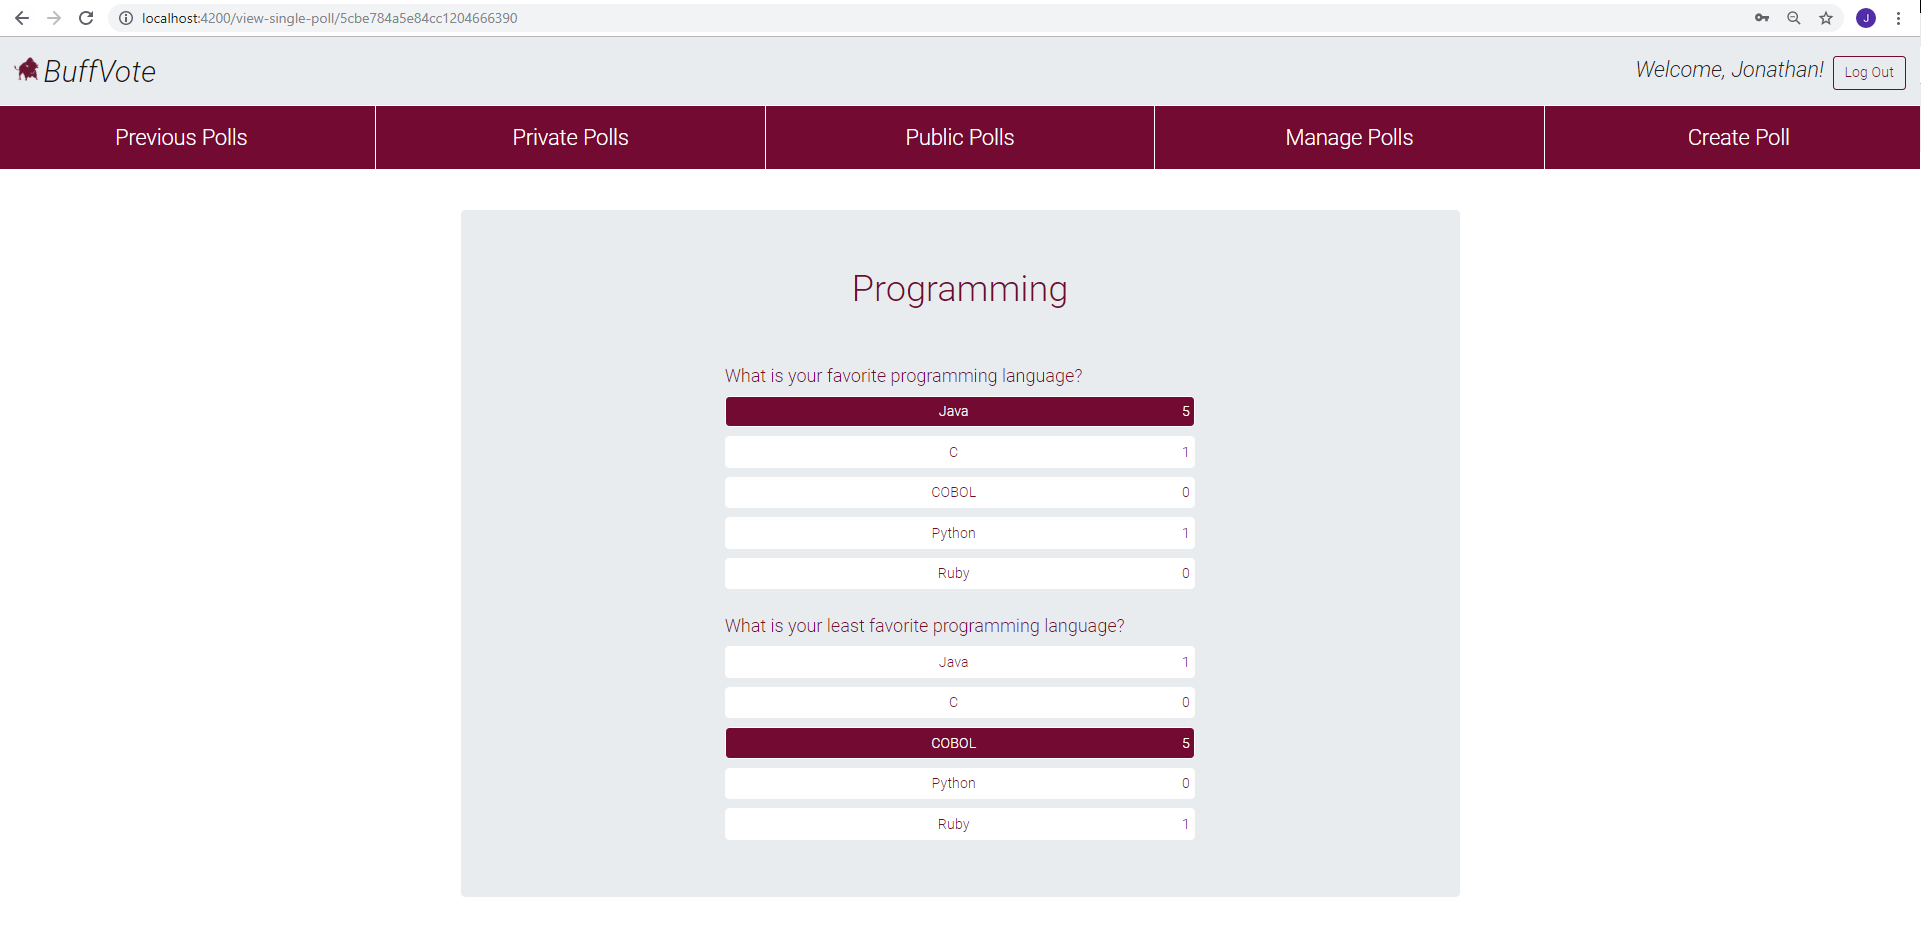 localhost:4200/view-single-poll/5cbe784a5e84cc1204666390
J
BuffVote
Welcome, Jonathan!
Log Out
Previous Polls
Private Polls
Public Polls
Manage Polls
Create Poll
Programming
What is your favorite programming language?
Java 5
C 1
COBOL 0
Python 1
Ruby 0
What is your least favorite programming language?
Java 1
C 0
COBOL 5
Python 0
Ruby 1